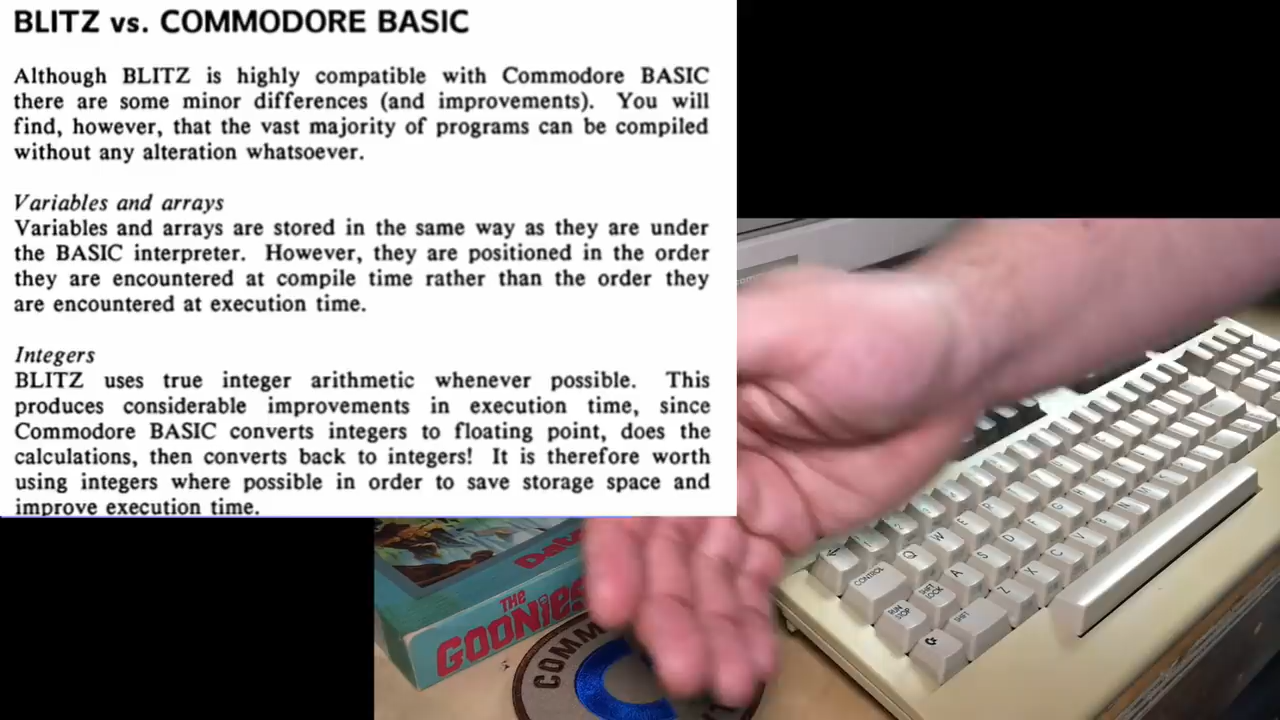 BLITZ vs. COMMODORE BASIC
Although BLITZ is highly compatible with Commodore BASIC
there are some minor differences (and improvements). You will
find, however, that the vast majority of programs can be compiled
without any alteration whatsoever.
Variables and arrays
Variables and arrays are stored in the same way as they are under
the BASIC interpreter. However, they are positioned in the order
they are encountered at compile time rather than the order they
are encountered at execution time.
Integers
BLITZ uses true integer arithmetic whenever possible. This
produces considerable improvements in execution time, since
Commodore BASIC converts integers to floating point, does the
calculations, then converts back to integers! It is therefore worth
using integers where possible in order to save storage space and
improve execution time.
THE
GOONIES
COMM
Q W E R
CONTROL A S D F G H
RUN STOP SHIFT LOCK Z X C V B N M
SHIFT